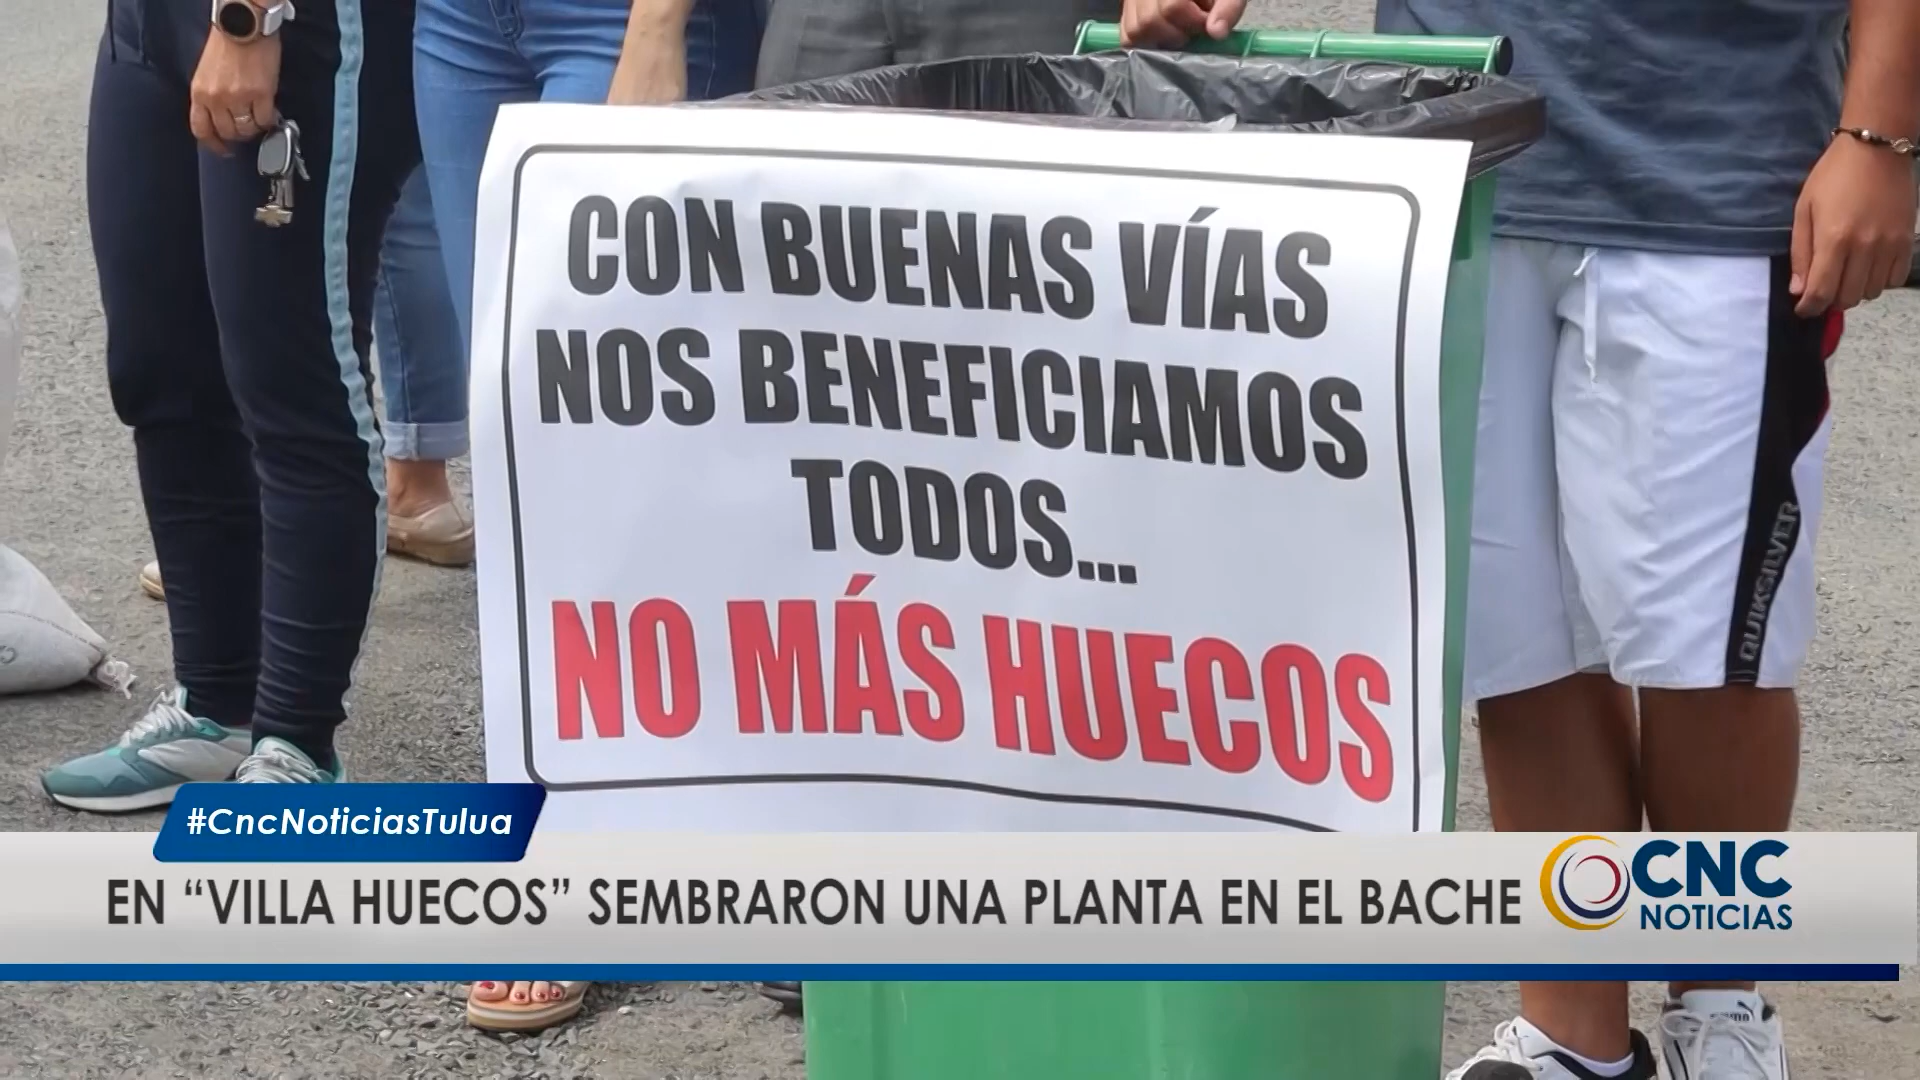 CON BUENAS VÍAS
NOS BENEFICIAMOS
TODOS...
NO MÁS HUECOS
QUIKSILVER
#CncNoticiasTulua
EN “VILLA HUECOS” SEMBRARON UNA PLANTA EN EL BACHE
CNC
NOTICIAS